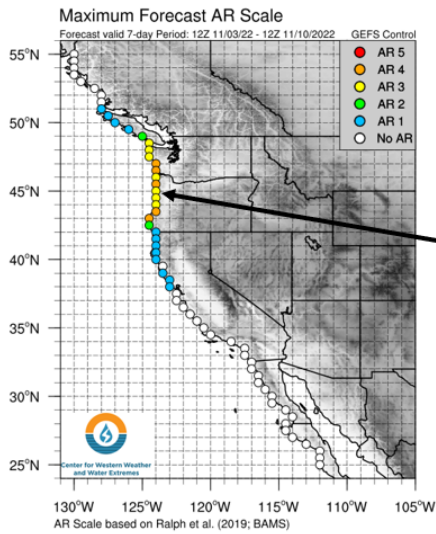 Maximum Forecast AR Scale
Forecast valid 7-day Period: 12Z 11/03/22 - 12Z 11/10/2022
GEFS Control
AR 5
AR 4
AR 3
AR 2
AR 1
No AR
55°N
50°N
45°N
40°N
35°N
30°N
25°N
Center for Western Weather
and Water Extremes
130°W 125°W 120°W 115°W 110°W 105°W
AR Scale based on Ralph et al. (2019; BAMS)